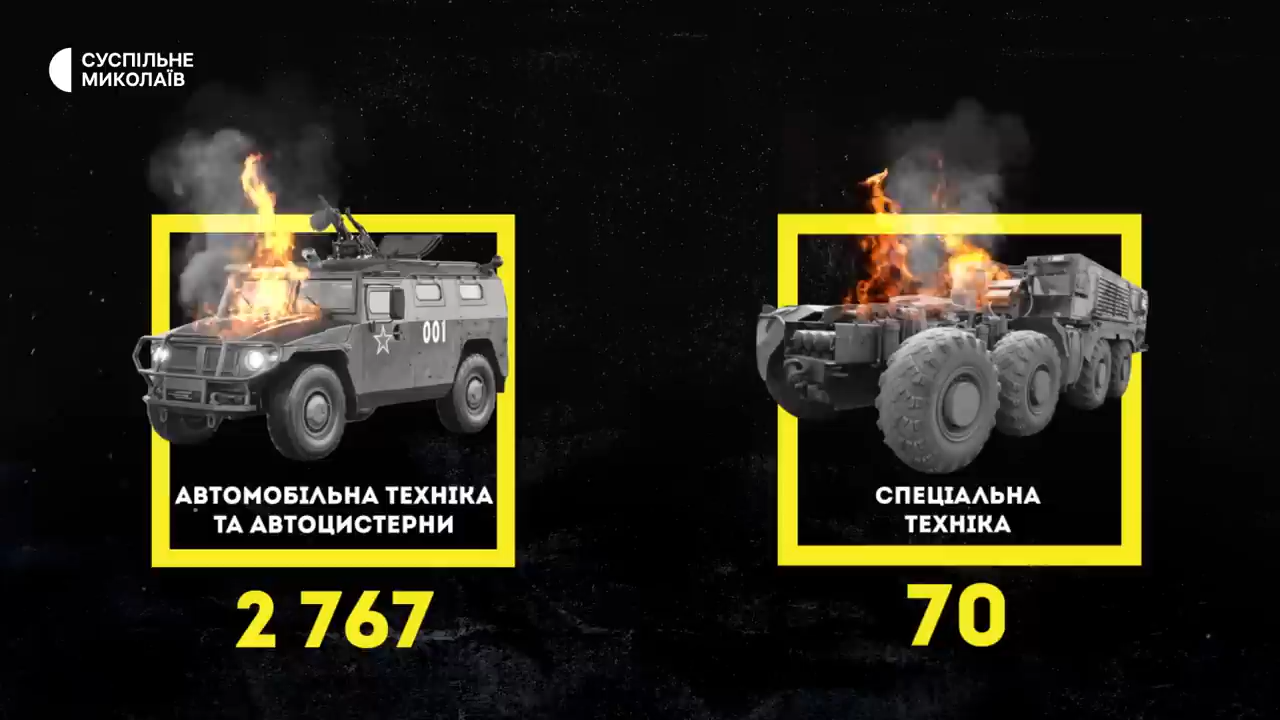 СУСПІЛЬНЕ
МИКОЛАЇВ
001
АВТОМОБІЛЬНА ТЕХНІКА
ТА АВТОЦИСТЕРНИ
2 767
СПЕЦІАЛЬНА
ТЕХНІКА
70